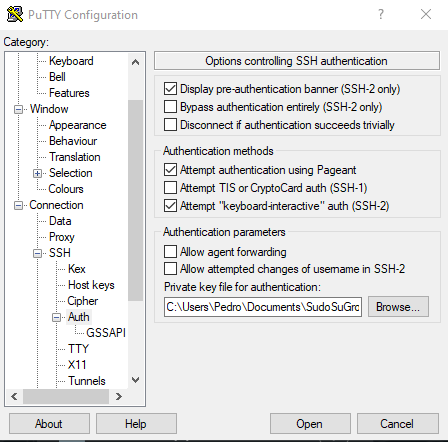 PuTTY Configuration
Category:
Keyboard
Bell
Features
Window
Appearance
Behaviour
Translation
Selection
Colours
Connection
Data
Proxy
SSH
Kex
Host keys
Cipher
Auth
GSSAPI
TTY
X11
Tunnels
Options controlling SSH authentication
Display pre-authentication banner (SSH-2 only)
Bypass authentication entirely (SSH-2 only)
Disconnect if authentication succeeds trivially
Authentication methods
Attempt authentication using Pageant
Attempt TIS or CryptoCard auth (SSH-1)
Attempt "keyboard-interactive" auth (SSH-2)
Authentication parameters
Allow agent forwarding
Allow attempted changes of username in SSH-2
Private key file for authentication:
C:\Users\Pedro\Documents\SudoSuGro Browse...
About Help Open Cancel